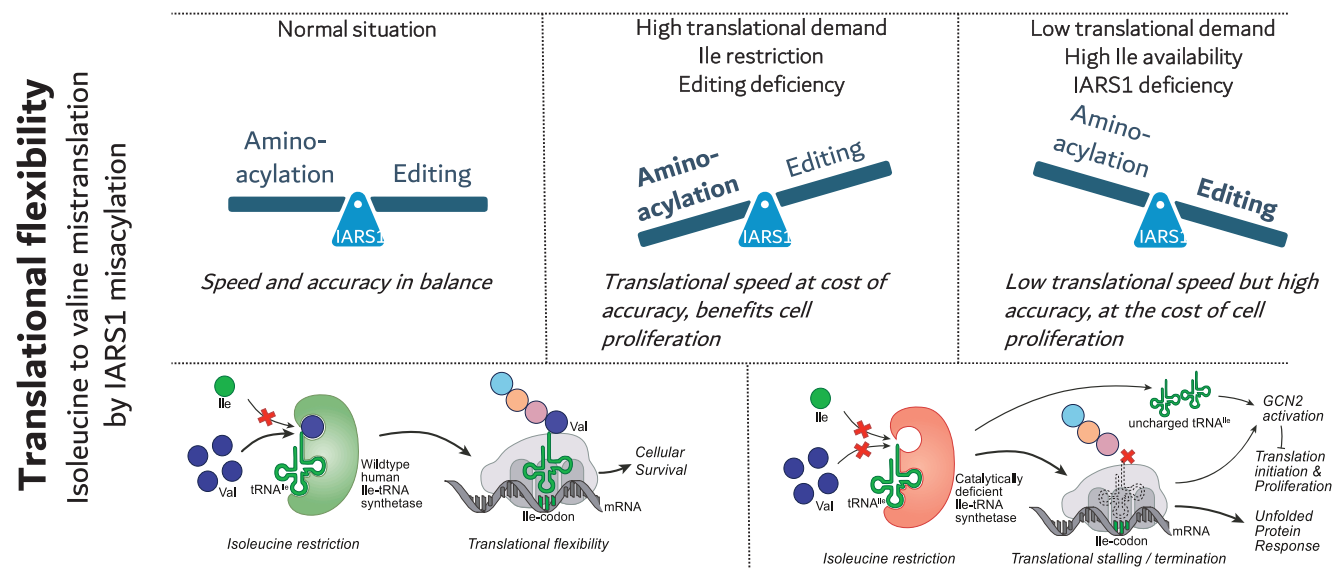 Translational flexibility
Isoleucine to valine mistranslation
by IARS1 misacylation
Normal situation
Amino-
acylation
Editing
IARS1
Speed and accuracy in balance
High translational demand
Ile restriction
Editing deficiency
Amino-
acylation
Editing
IARS1
Translational speed at cost of
accuracy, benefits cell
proliferation
Low translational demand
High Ile availability
IARS1 deficiency
Amino-
acylation
Editing
IARS1
Low translational speed but high
accuracy, at the cost of cell
proliferation
Ile
Val
tRNAᴵˡᵉ
Wildtype
human
Ile-tRNA
synthetase
Isoleucine restriction
Val
Ile-codon
mRNA
Translational flexibility
Cellular
Survival
Ile
Val
tRNAᴵˡᵉ
Catalytically
deficient
Ile-tRNA
synthetase
Isoleucine restriction
uncharged tRNAᴵˡᵉ
GCN2
activation
Translation
initiation &
Proliferation
Ile-codon
mRNA
Translational stalling / termination
Unfolded
Protein
Response